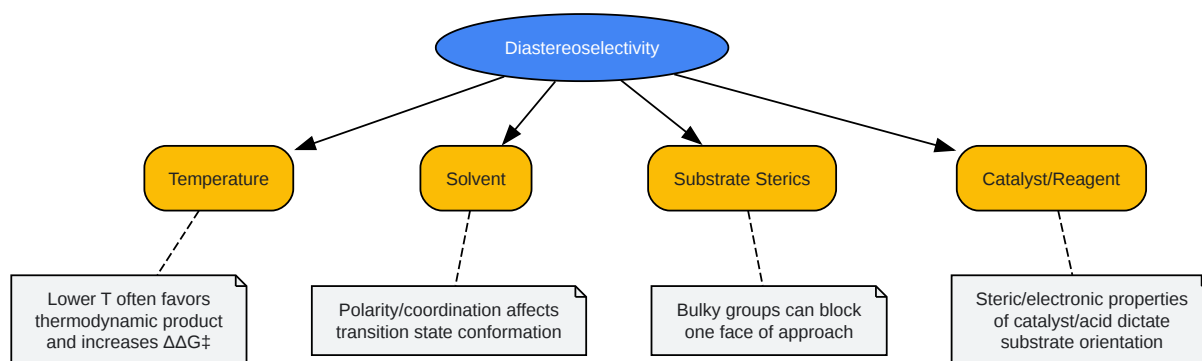 Diastereoselectivity
Temperature
Solvent
Substrate Sterics
Catalyst/Reagent
Lower T often favors
thermodynamic product
and increases ΔΔG‡
Polarity/coordination affects
transition state conformation
Bulky groups can block
one face of approach
Steric/electronic properties
of catalyst/acid dictate
substrate orientation